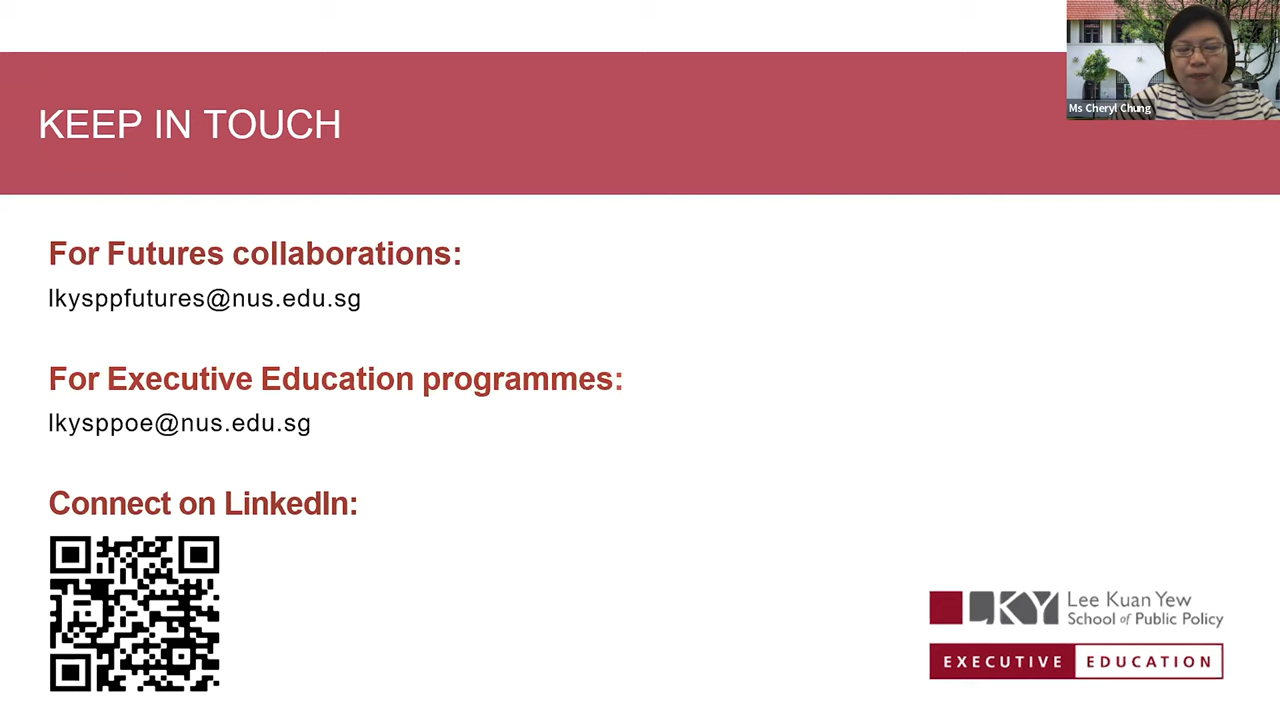 Ms Cheryl Chung
KEEP IN TOUCH
For Futures collaborations:
lkysppfutures@nus.edu.sg
For Executive Education programmes:
lkysppoe@nus.edu.sg
Connect on LinkedIn:
LKY Lee Kuan Yew
School of Public Policy
EXECUTIVE EDUCATION